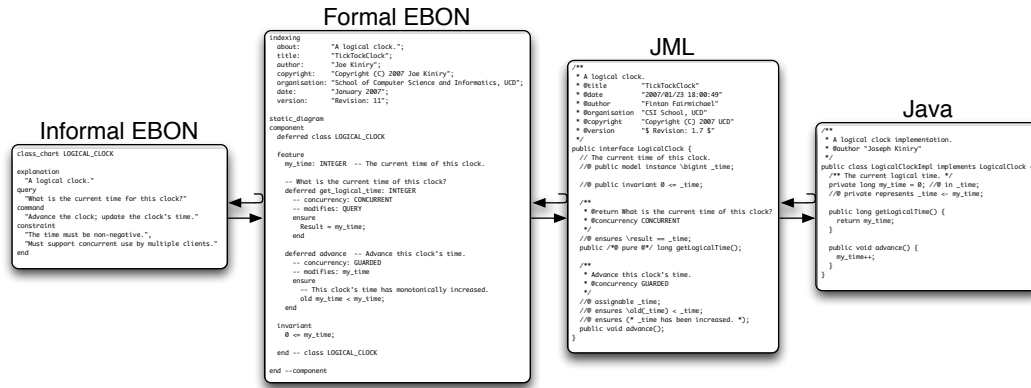 Informal EBON
class_chart LOGICAL_CLOCK
explanation
"A logical clock."
query
"What is the current time for this clock?"
command
"Advance the clock; update the clock's time."
constraint
"The time must be non-negative.",
"Must support concurrent use by multiple clients."
end
Formal EBON
indexing
about: "A logical clock.";
title: "TickTockClock";
author: "Joe Kiniry";
copyright: "Copyright (C) 2007 Joe Kiniry";
organisation: "School of Computer Science and Informatics, UCD";
date: "January 2007";
version: "Revision: 11";
static_diagram
component
deferred class LOGICAL_CLOCK
feature
my_time: INTEGER -- The current time of this clock.
-- What is the current time of this clock?
deferred get_logical_time: INTEGER
-- concurrency: CONCURRENT
-- modifies: QUERY
ensure
Result = my_time;
end
deferred advance -- Advance this clock's time.
-- concurrency: GUARDED
-- modifies: my_time
ensure
-- This clock's time has monotonically increased.
old my_time < my_time;
end
invariant
0 <= my_time;
end -- class LOGICAL_CLOCK
end --component
JML
/**
* A logical clock.
* @title "TickTockClock"
* @date "2007/01/23 18:00:49"
* @author "Fintan Fairmichael"
* @organisation "CSI School, UCD"
* @copyright "Copyright (C) 2007 UCD"
* @version "$ Revision: 1.7 $"
*/
public interface LogicalClock {
// The current time of this clock.
//@ public model instance \bigint _time;
//@ public invariant 0 <= _time;
/**
* @return What is the current time of this clock?
* @concurrency CONCURRENT
*/
//@ ensures \result == _time;
public /*@ pure @*/ long getLogicalTime();
/**
* Advance this clock's time.
* @concurrency GUARDED
*/
//@ assignable _time;
//@ ensures \old(_time) < _time;
//@ ensures (* _time has been increased. *);
public void advance();
}
Java
/**
* A logical clock implementation.
* @author "Joseph Kiniry"
*/
public class LogicalClockImpl implements LogicalClock {
/** The current logical time. */
private long my_time = 0; //@ in _time;
//@ private represents _time <- my_time;
public long getLogicalTime() {
return my_time;
}
public void advance() {
my_time++;
}
}